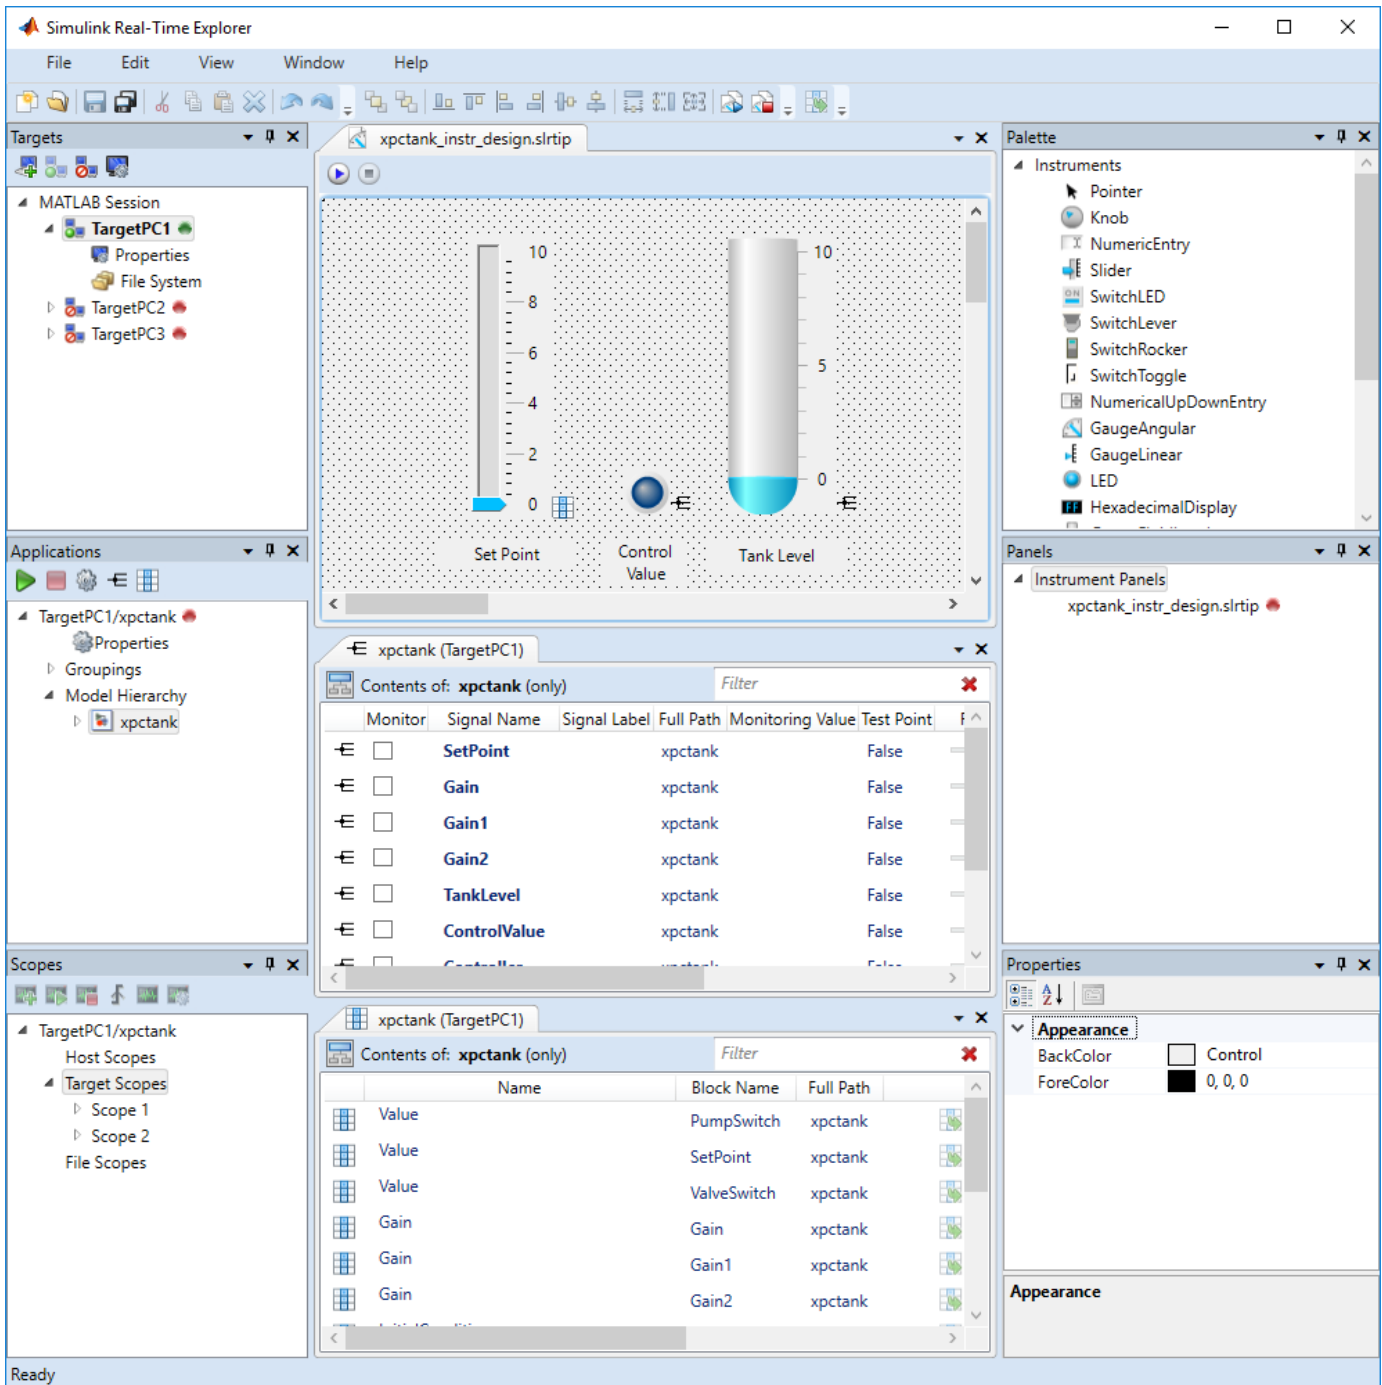 Simulink Real-Time Explorer
File Edit View Window Help
Targets
MATLAB Session
TargetPC1
Properties
File System
TargetPC2
TargetPC3
xpctank_instr_design.slrtip
10
8
6
4
2
0
Set Point
Control
Value
10
5
0
Tank Level
Palette
Instruments
Pointer
Knob
NumericEntry
Slider
SwitchLED
SwitchLever
SwitchRocker
SwitchToggle
NumericalUpDownEntry
GaugeAngular
GaugeLinear
LED
HexadecimalDisplay
Applications
TargetPC1/xpctank
Properties
Groupings
Model Hierarchy
xpctank
Panels
Instrument Panels
xpctank_instr_design.slrtip
xpctank (TargetPC1)
Contents of: xpctank (only) Filter
Monitor Signal Name Signal Label Full Path Monitoring Value Test Point
SetPoint xpctank False
Gain xpctank False
Gain1 xpctank False
Gain2 xpctank False
TankLevel xpctank False
ControlValue xpctank False
Scopes
TargetPC1/xpctank
Host Scopes
Target Scopes
Scope 1
Scope 2
File Scopes
xpctank (TargetPC1)
Contents of: xpctank (only) Filter
Name Block Name Full Path
Value PumpSwitch xpctank
Value SetPoint xpctank
Value ValveSwitch xpctank
Gain Gain xpctank
Gain Gain1 xpctank
Gain Gain2 xpctank
Properties
Appearance
BackColor Control
ForeColor 0, 0, 0
Appearance
Ready